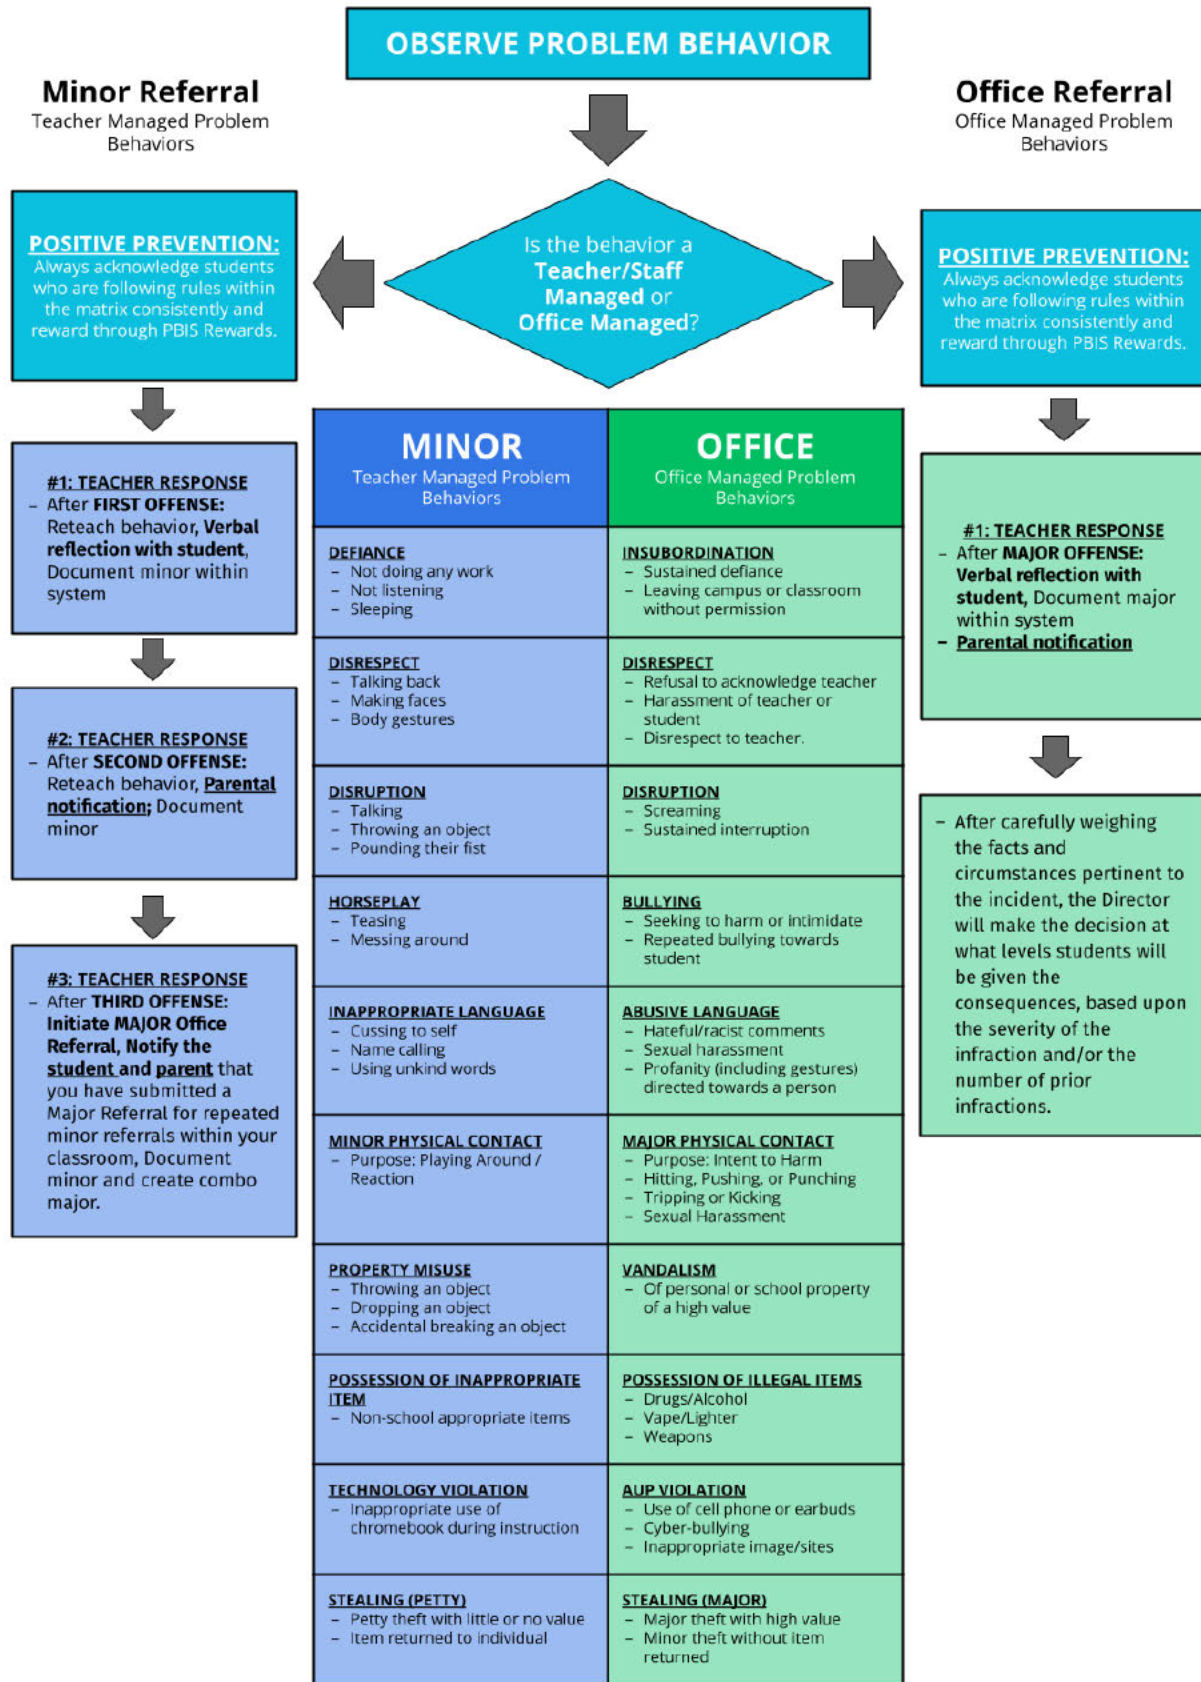 OBSERVE PROBLEM BEHAVIOR
Minor Referral
Teacher Managed Problem
Behaviors
Office Referral
Office Managed Problem
Behaviors
Is the behavior a
Teacher/Staff
Managed or
Office Managed?
POSITIVE PREVENTION:
Always acknowledge students
who are following rules within
the matrix consistently and
reward through PBIS Rewards.
#1: TEACHER RESPONSE
– After FIRST OFFENSE:
Reteach behavior, Verbal
reflection with student,
Document minor within
system
#2: TEACHER RESPONSE
– After SECOND OFFENSE:
Reteach behavior, Parental
notification; Document
minor
#3: TEACHER RESPONSE
– After THIRD OFFENSE:
Initiate MAJOR Office
Referral, Notify the
student and parent that
you have submitted a
Major Referral for repeated
minor referrals within your
classroom, Document
minor and create combo
major.
MINOR
Teacher Managed Problem
Behaviors
OFFICE
Office Managed Problem
Behaviors
DEFIANCE
– Not doing any work
– Not listening
– Sleeping
INSUBORDINATION
– Sustained defiance
– Leaving campus or classroom
without permission
DISRESPECT
– Talking back
– Making faces
– Body gestures
DISRESPECT
– Refusal to acknowledge teacher
– Harassment of teacher or
student
– Disrespect to teacher.
DISRUPTION
– Talking
– Throwing an object
– Pounding their fist
DISRUPTION
– Screaming
– Sustained interruption
HORSEPLAY
– Teasing
– Messing around
BULLYING
– Seeking to harm or intimidate
– Repeated bullying towards
student
INAPPROPRIATE LANGUAGE
– Cussing to self
– Name calling
– Using unkind words
ABUSIVE LANGUAGE
– Hateful/racist comments
– Sexual harassment
– Profanity (including gestures)
directed towards a person
MINOR PHYSICAL CONTACT
– Purpose: Playing Around /
Reaction
MAJOR PHYSICAL CONTACT
– Purpose: Intent to Harm
– Hitting, Pushing, or Punching
– Tripping or Kicking
– Sexual Harassment
PROPERTY MISUSE
– Throwing an object
– Dropping an object
– Accidental breaking an object
VANDALISM
– Of personal or school property
of a high value
POSSESSION OF INAPPROPRIATE
ITEM
– Non-school appropriate items
POSSESSION OF ILLEGAL ITEMS
– Drugs/Alcohol
– Vape/Lighter
– Weapons
TECHNOLOGY VIOLATION
– Inappropriate use of
chromebook during instruction
AUP VIOLATION
– Use of cell phone or earbuds
– Cyber-bullying
– Inappropriate image/sites
STEALING (PETTY)
– Petty theft with little or no value
– Item returned to individual
STEALING (MAJOR)
– Major theft with high value
– Minor theft without item
returned
POSITIVE PREVENTION:
Always acknowledge students
who are following rules within
the matrix consistently and
reward through PBIS Rewards.
#1: TEACHER RESPONSE
– After MAJOR OFFENSE:
Verbal reflection with
student, Document major
within system
– Parental notification
– After carefully weighing
the facts and
circumstances pertinent to
the incident, the Director
will make the decision at
what levels students will
be given the
consequences, based upon
the severity of the
infraction and/or the
number of prior
infractions.